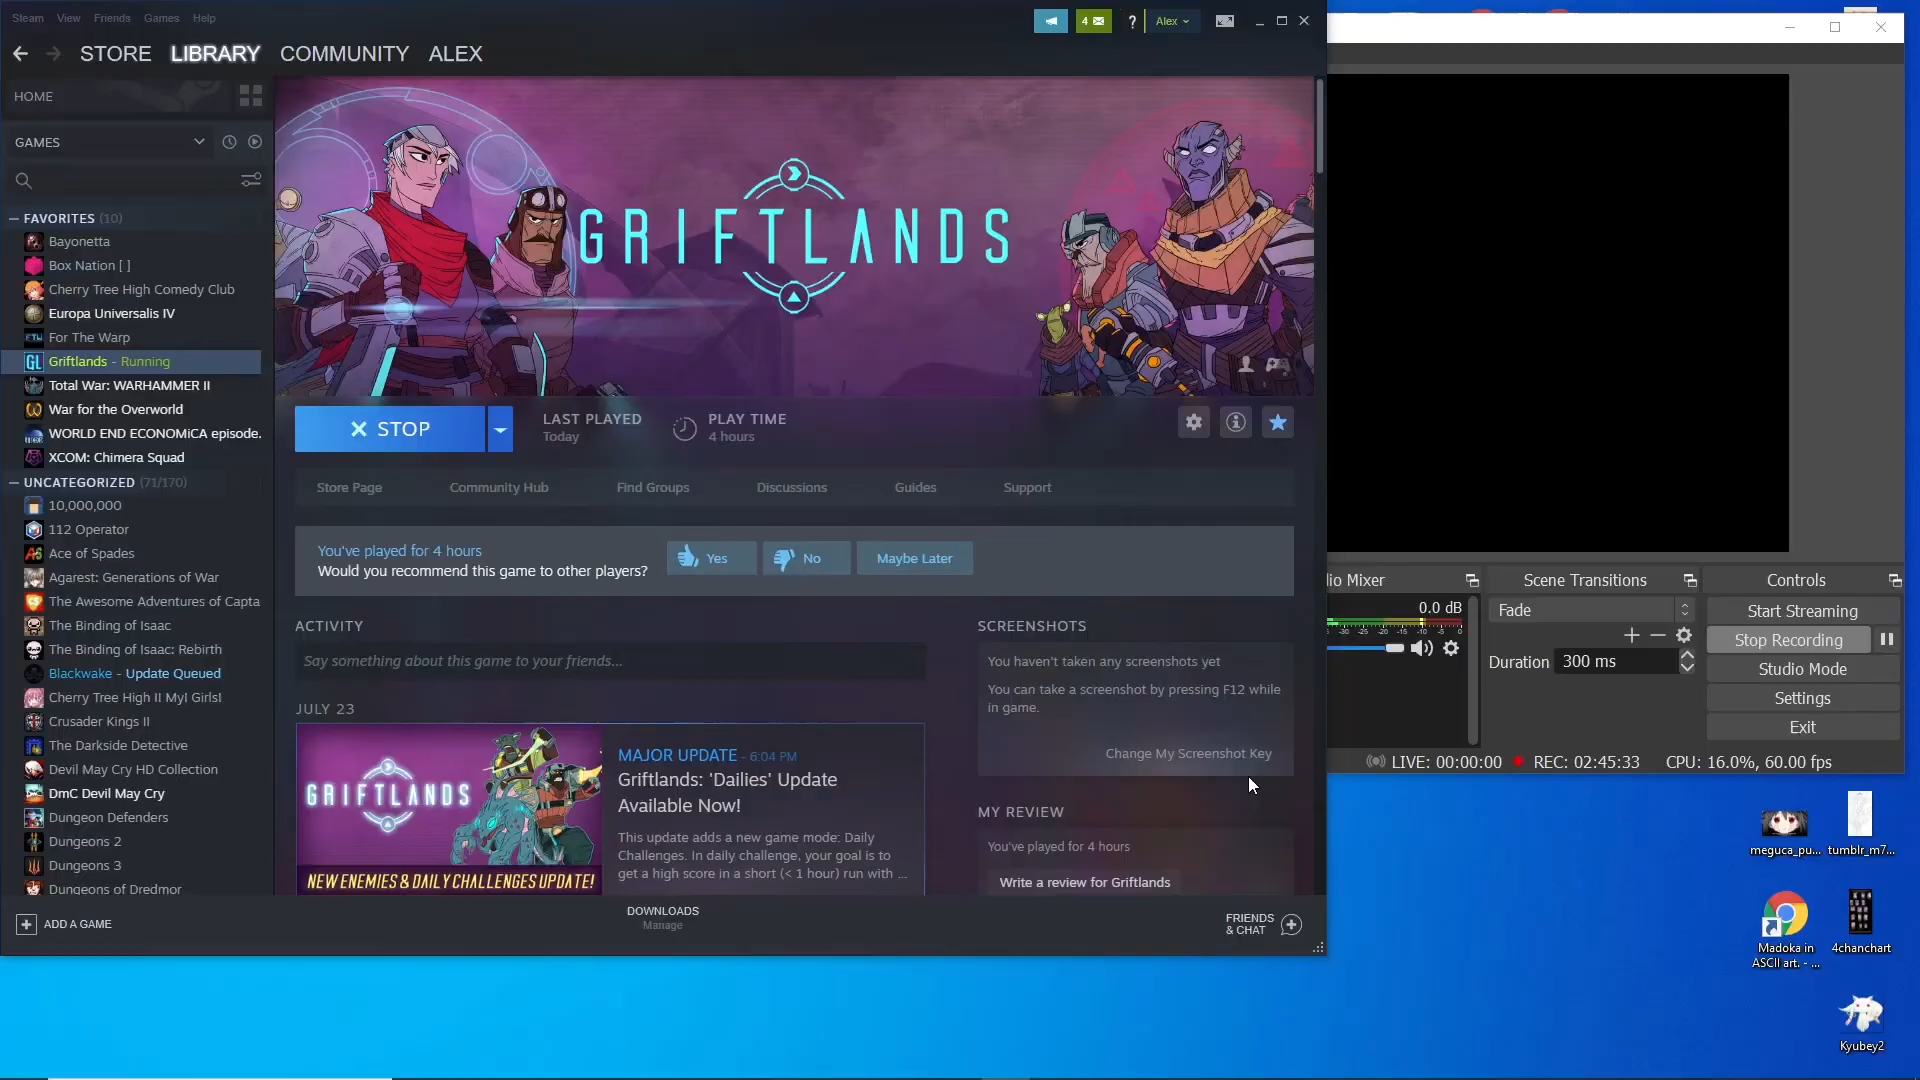 Steam View Friends Games Help
4 ? Alex
STORE LIBRARY COMMUNITY ALEX
HOME
GAMES
FAVORITES (10)
Bayonetta
Box Nation [ ]
Cherry Tree High Comedy Club
Europa Universalis IV
FTW For The Warp
GL Griftlands - Running
Total War: WARHAMMER II
War for the Overworld
WORLD END ECONOMiCA episode.
XCOM: Chimera Squad
UNCATEGORIZED (71/170)
10,000,000
112 Operator
Ace of Spades
Agarest: Generations of War
The Awesome Adventures of Capta
The Binding of Isaac
The Binding of Isaac: Rebirth
Blackwake - Update Queued
Cherry Tree High I! My! Girls!
Crusader Kings II
The Darkside Detective
Devil May Cry HD Collection
DmC Devil May Cry
Dungeon Defenders
Dungeons 2
Dungeons 3
Dungeons of Dredmor
ADD A GAME
GRIFTLANDS
STOP
LAST PLAYED
Today
PLAY TIME
4 hours
Store Page Community Hub Find Groups Discussions Guides Support
You've played for 4 hours
Would you recommend this game to other players?
Yes No Maybe Later
ACTIVITY
Say something about this game to your friends...
JULY 23
GRIFTLANDS
NEW ENEMIES & DAILY CHALLENGES UPDATE!
MAJOR UPDATE - 6:04 PM
Griftlands: 'Dailies' Update
Available Now!
This update adds a new game mode: Daily
Challenges. In daily challenge, your goal is to
get a high score in a short (< 1 hour) run with ...
SCREENSHOTS
You haven't taken any screenshots yet
You can take a screenshot by pressing F12 while
in game.
Change My Screenshot Key
MY REVIEW
You've played for 4 hours
Write a review for Griftlands
DOWNLOADS
Manage
FRIENDS
& CHAT
dio Mixer
0.0 dB
-30 -25 -20 -15 -10 -5 0
Scene Transitions
Fade
Duration 300 ms
Controls
Start Streaming
Stop Recording
Studio Mode
Settings
Exit
LIVE: 00:00:00 REC: 02:45:33 CPU: 16.0%, 60.00 fps
meguca_pu...
tumblr_m7...
Madoka in
ASCII art. - ...
4chanchart
Kyubey2